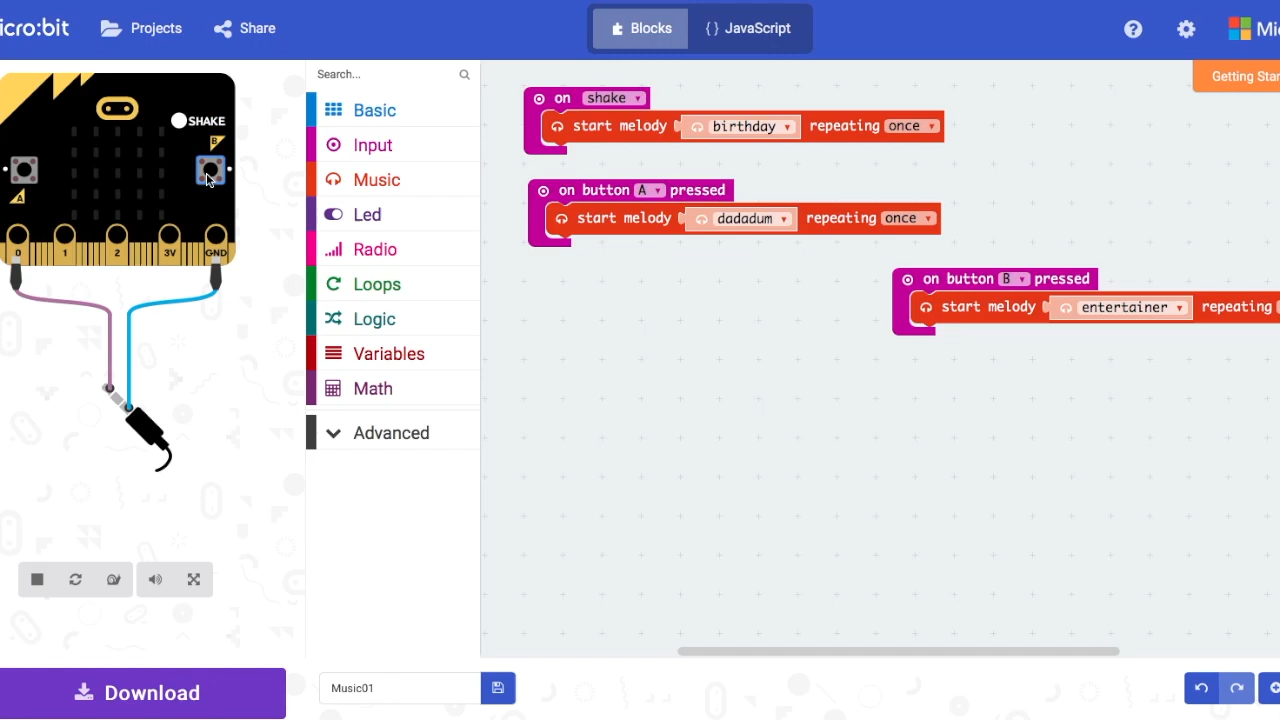 icro:bit
Projects
Share
Blocks
{ } JavaScript
?
Mi
Getting Star
SHAKE
B
A
0 1 2 3V GND
Search...
Basic
Input
Music
Led
Radio
Loops
Logic
Variables
Math
Advanced
on shake
start melody birthday repeating once
on button A pressed
start melody dadadum repeating once
on button B pressed
start melody entertainer repeating
Download
Music01